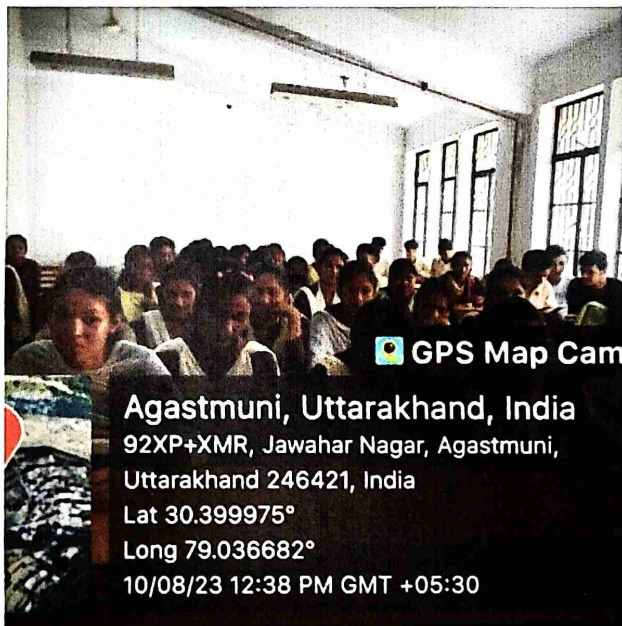 GPS Map Cam
Agastmuni, Uttarakhand, India
92XP+XMR, Jawahar Nagar, Agastmuni,
Uttarakhand 246421, India
Lat 30.399975°
Long 79.036682°
10/08/23 12:38 PM GMT +05:30